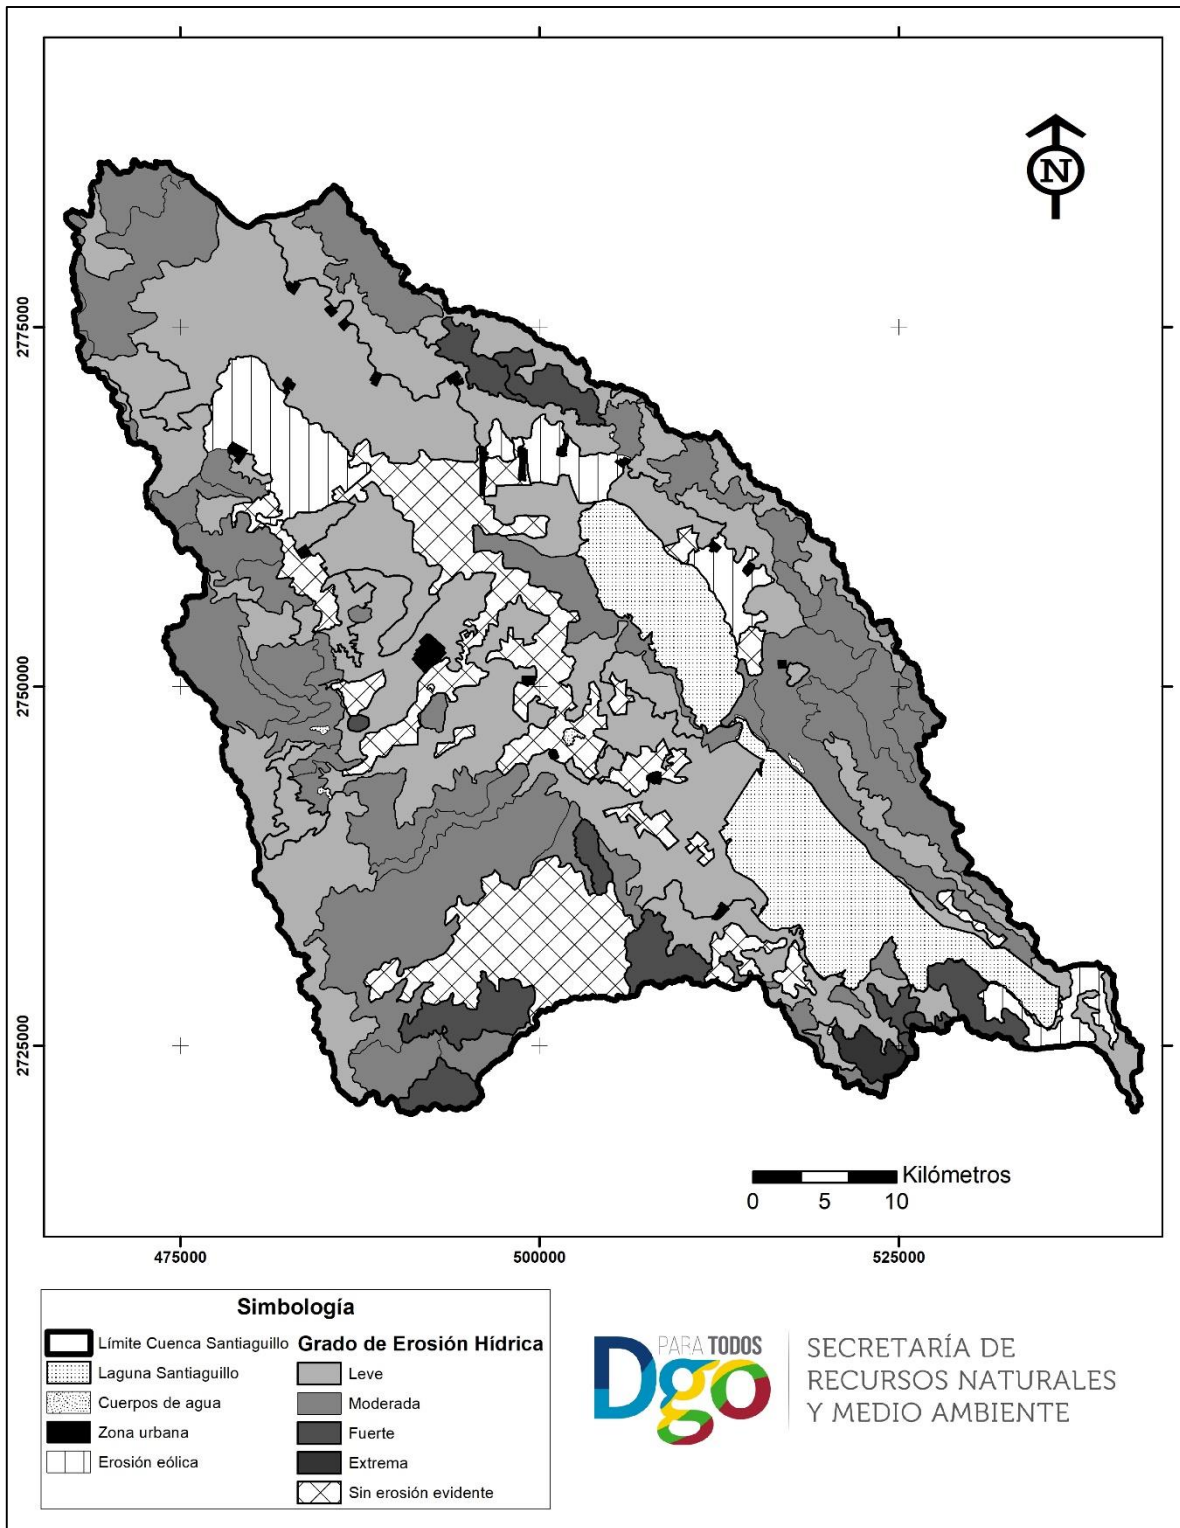 N
2775000
2750000
2725000
Kilómetros
0 5 10
475000 500000 525000
Simbología
Límite Cuenca Santiaguillo
Laguna Santiaguillo
Cuerpos de agua
Zona urbana
Erosión eólica
Grado de Erosión Hídrica
Leve
Moderada
Fuerte
Extrema
Sin erosión evidente
PARA TODOS
Dgo
SECRETARÍA DE
RECURSOS NATURALES
Y MEDIO AMBIENTE